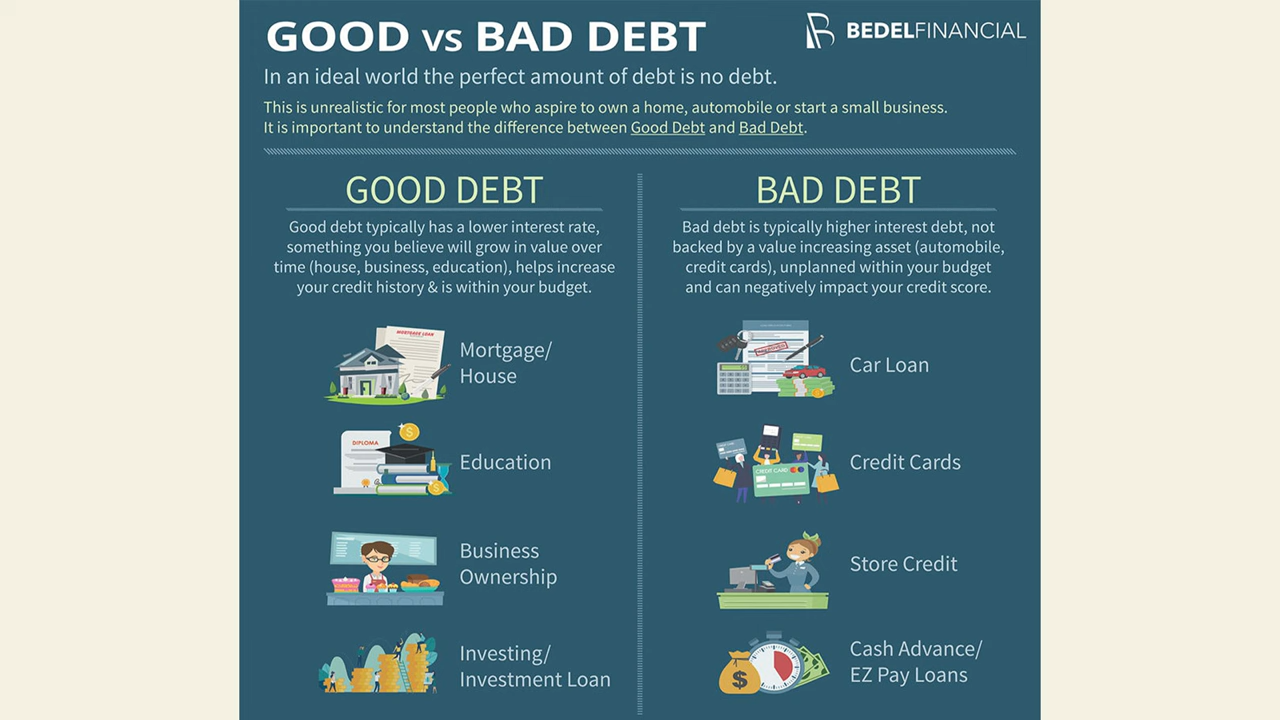 GOOD vs BAD DEBT
BEDELFINANCIAL
In an ideal world the perfect amount of debt is no debt.
This is unrealistic for most people who aspire to own a home, automobile or start a small business.
It is important to understand the difference between Good Debt and Bad Debt.
GOOD DEBT
Good debt typically has a lower interest rate,
something you believe will grow in value over
time (house, business, education), helps increase
your credit history & is within your budget.
MORTGAGE LOAN
Mortgage/
House
DIPLOMA
Education
Business
Ownership
Investing/
Investment Loan
BAD DEBT
Bad debt is typically higher interest debt, not
backed by a value increasing asset (automobile,
credit cards), unplanned within your budget
and can negatively impact your credit score.
Car Loan
CREDIT CARD
Credit Cards
Store Credit
Cash Advance/
EZ Pay Loans